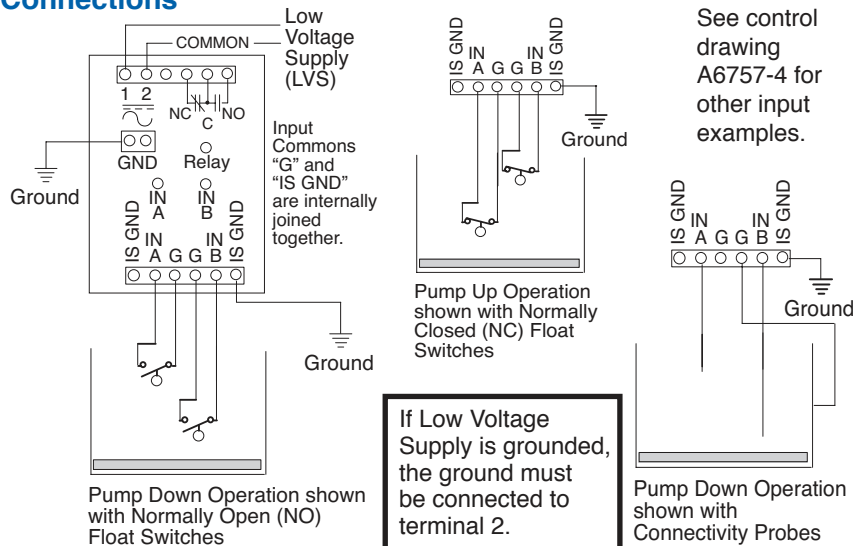 Connections
Low
Voltage
Supply
(LVS)
COMMON
1 2
NC
C
NO
GND
Relay
Ground
IN
A
IN
B
IS GND
IN
A
G G
IN
B
IS GND
Input
Commons
“G” and
“IS GND”
are internally
joined
together.
Ground
Pump Down Operation shown
with Normally Open (NO)
Float Switches
IS GND
IN
A
G G
IN
B
IS GND
Ground
Pump Up Operation
shown with Normally
Closed (NC) Float
Switches
If Low Voltage
Supply is grounded,
the ground must
be connected to
terminal 2.
See control
drawing
A6757-4 for
other input
examples.
IS GND
IN
A
G G
IN
B
IS GND
Ground
Pump Down Operation
shown with
Connectivity Probes